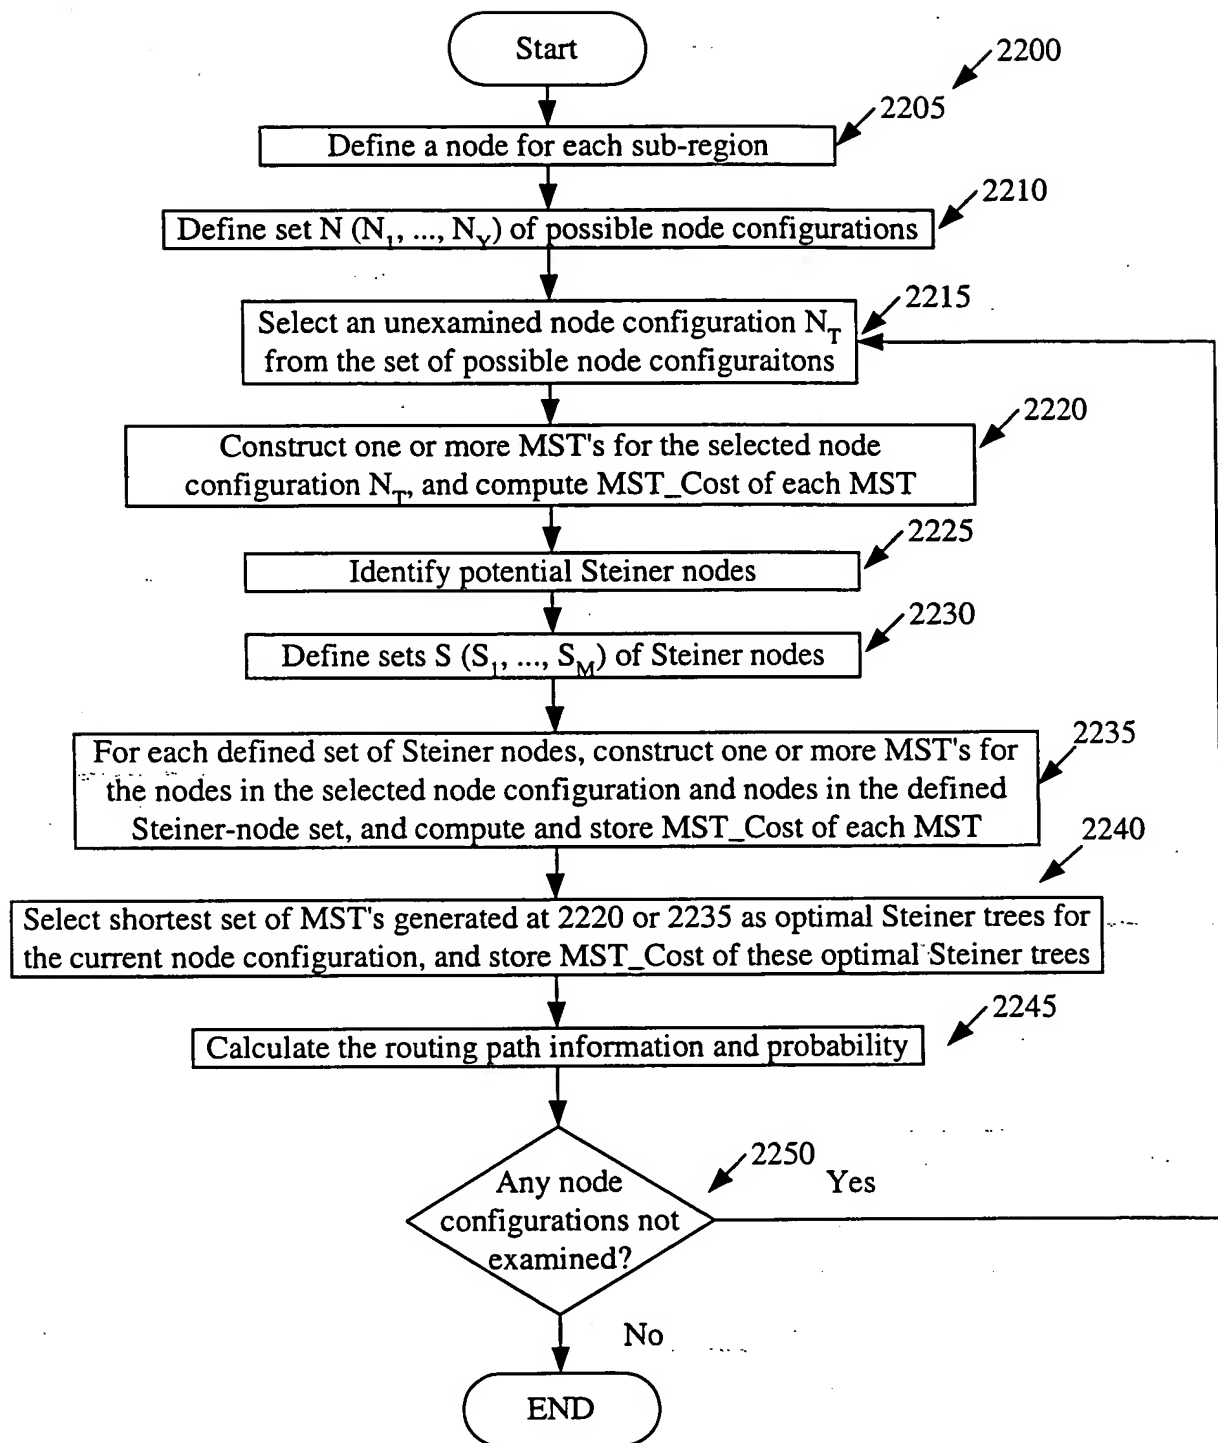 Start
2200
2205
Define a node for each sub-region
2210
Define set N (N₁, ..., N_Y) of possible node configurations
2215
Select an unexamined node configuration N_T
from the set of possible node configuraitons
2220
Construct one or more MST's for the selected node
configuration N_T, and compute MST_Cost of each MST
2225
Identify potential Steiner nodes
2230
Define sets S (S₁, ..., S_M) of Steiner nodes
2235
For each defined set of Steiner nodes, construct one or more MST's for
the nodes in the selected node configuration and nodes in the defined
Steiner-node set, and compute and store MST_Cost of each MST
2240
Select shortest set of MST's generated at 2220 or 2235 as optimal Steiner trees for
the current node configuration, and store MST_Cost of these optimal Steiner trees
2245
Calculate the routing path information and probability
2250
Any node
configurations not
examined?
Yes
No
END